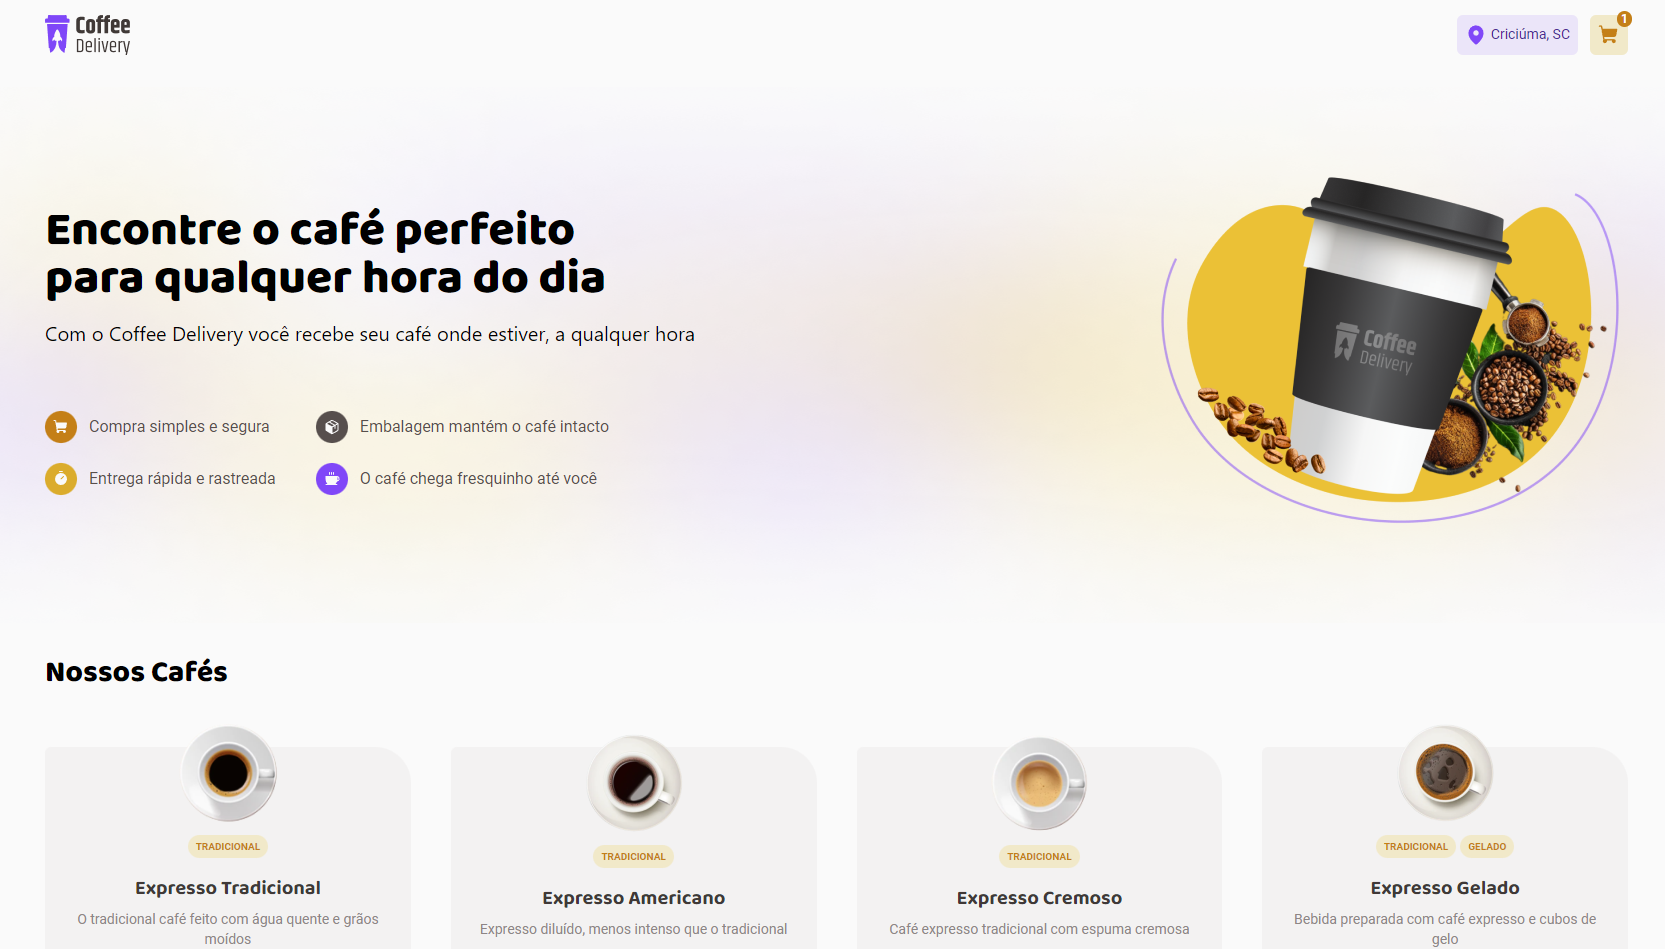 Coffee
Delivery
Criciúma, SC
1
Encontre o café perfeito
para qualquer hora do dia
Com o Coffee Delivery você recebe seu café onde estiver, a qualquer hora
Compra simples e segura
Embalagem mantém o café intacto
Entrega rápida e rastreada
O café chega fresquinho até você
Coffee
Delivery
Nossos Cafés
TRADICIONAL
Expresso Tradicional
O tradicional café feito com água quente e grãos
moídos
TRADICIONAL
Expresso Americano
Expresso diluído, menos intenso que o tradicional
TRADICIONAL
Expresso Cremoso
Café expresso tradicional com espuma cremosa
TRADICIONAL GELADO
Expresso Gelado
Bebida preparada com café expresso e cubos de
gelo